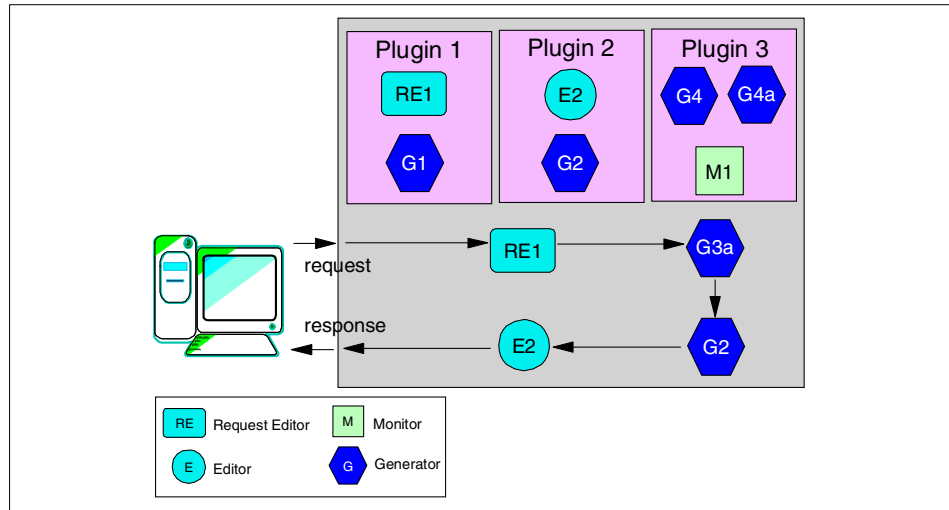 Plugin 1
Plugin 2
Plugin 3
RE1
E2
G4
G4a
G1
G2
M1
request
RE1
G3a
response
E2
G2
RE Request Editor
M Monitor
E Editor
G Generator